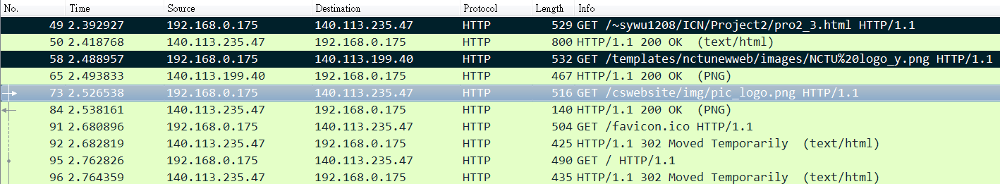 No. Time Source Destination Protocol Length Info
49 2.392927 192.168.0.175 140.113.235.47 HTTP 529 GET /~sywu1208/ICN/Project2/pro2_3.html HTTP/1.1
50 2.418768 140.113.235.47 192.168.0.175 HTTP 800 HTTP/1.1 200 OK (text/html)
58 2.488957 192.168.0.175 140.113.199.40 HTTP 532 GET /templates/nctunewweb/images/NCTU%20logo_y.png HTTP/1.1
65 2.493833 140.113.199.40 192.168.0.175 HTTP 467 HTTP/1.1 200 OK (PNG)
73 2.526538 192.168.0.175 140.113.235.47 HTTP 516 GET /cswebsite/img/pic_logo.png HTTP/1.1
84 2.538161 140.113.235.47 192.168.0.175 HTTP 140 HTTP/1.1 200 OK (PNG)
91 2.680896 192.168.0.175 140.113.235.47 HTTP 504 GET /favicon.ico HTTP/1.1
92 2.682819 140.113.235.47 192.168.0.175 HTTP 425 HTTP/1.1 302 Moved Temporarily (text/html)
95 2.762826 192.168.0.175 140.113.235.47 HTTP 490 GET / HTTP/1.1
96 2.764359 140.113.235.47 192.168.0.175 HTTP 435 HTTP/1.1 302 Moved Temporarily (text/html)